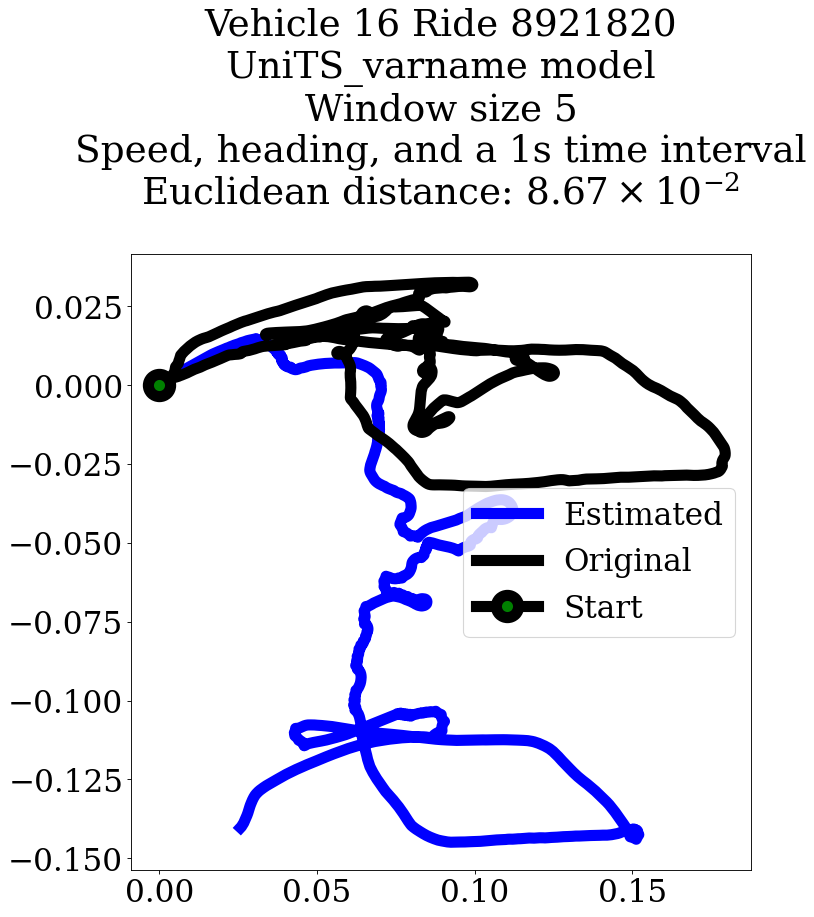 Vehicle 16 Ride 8921820
UniTS_varname model
Window size 5
Speed, heading, and a 1s time interval
Euclidean distance: 8.67 × 10⁻²
0.025
0.000
−0.025
−0.050
−0.075
−0.100
−0.125
−0.150
Estimated
Original
Start
0.00 0.05 0.10 0.15